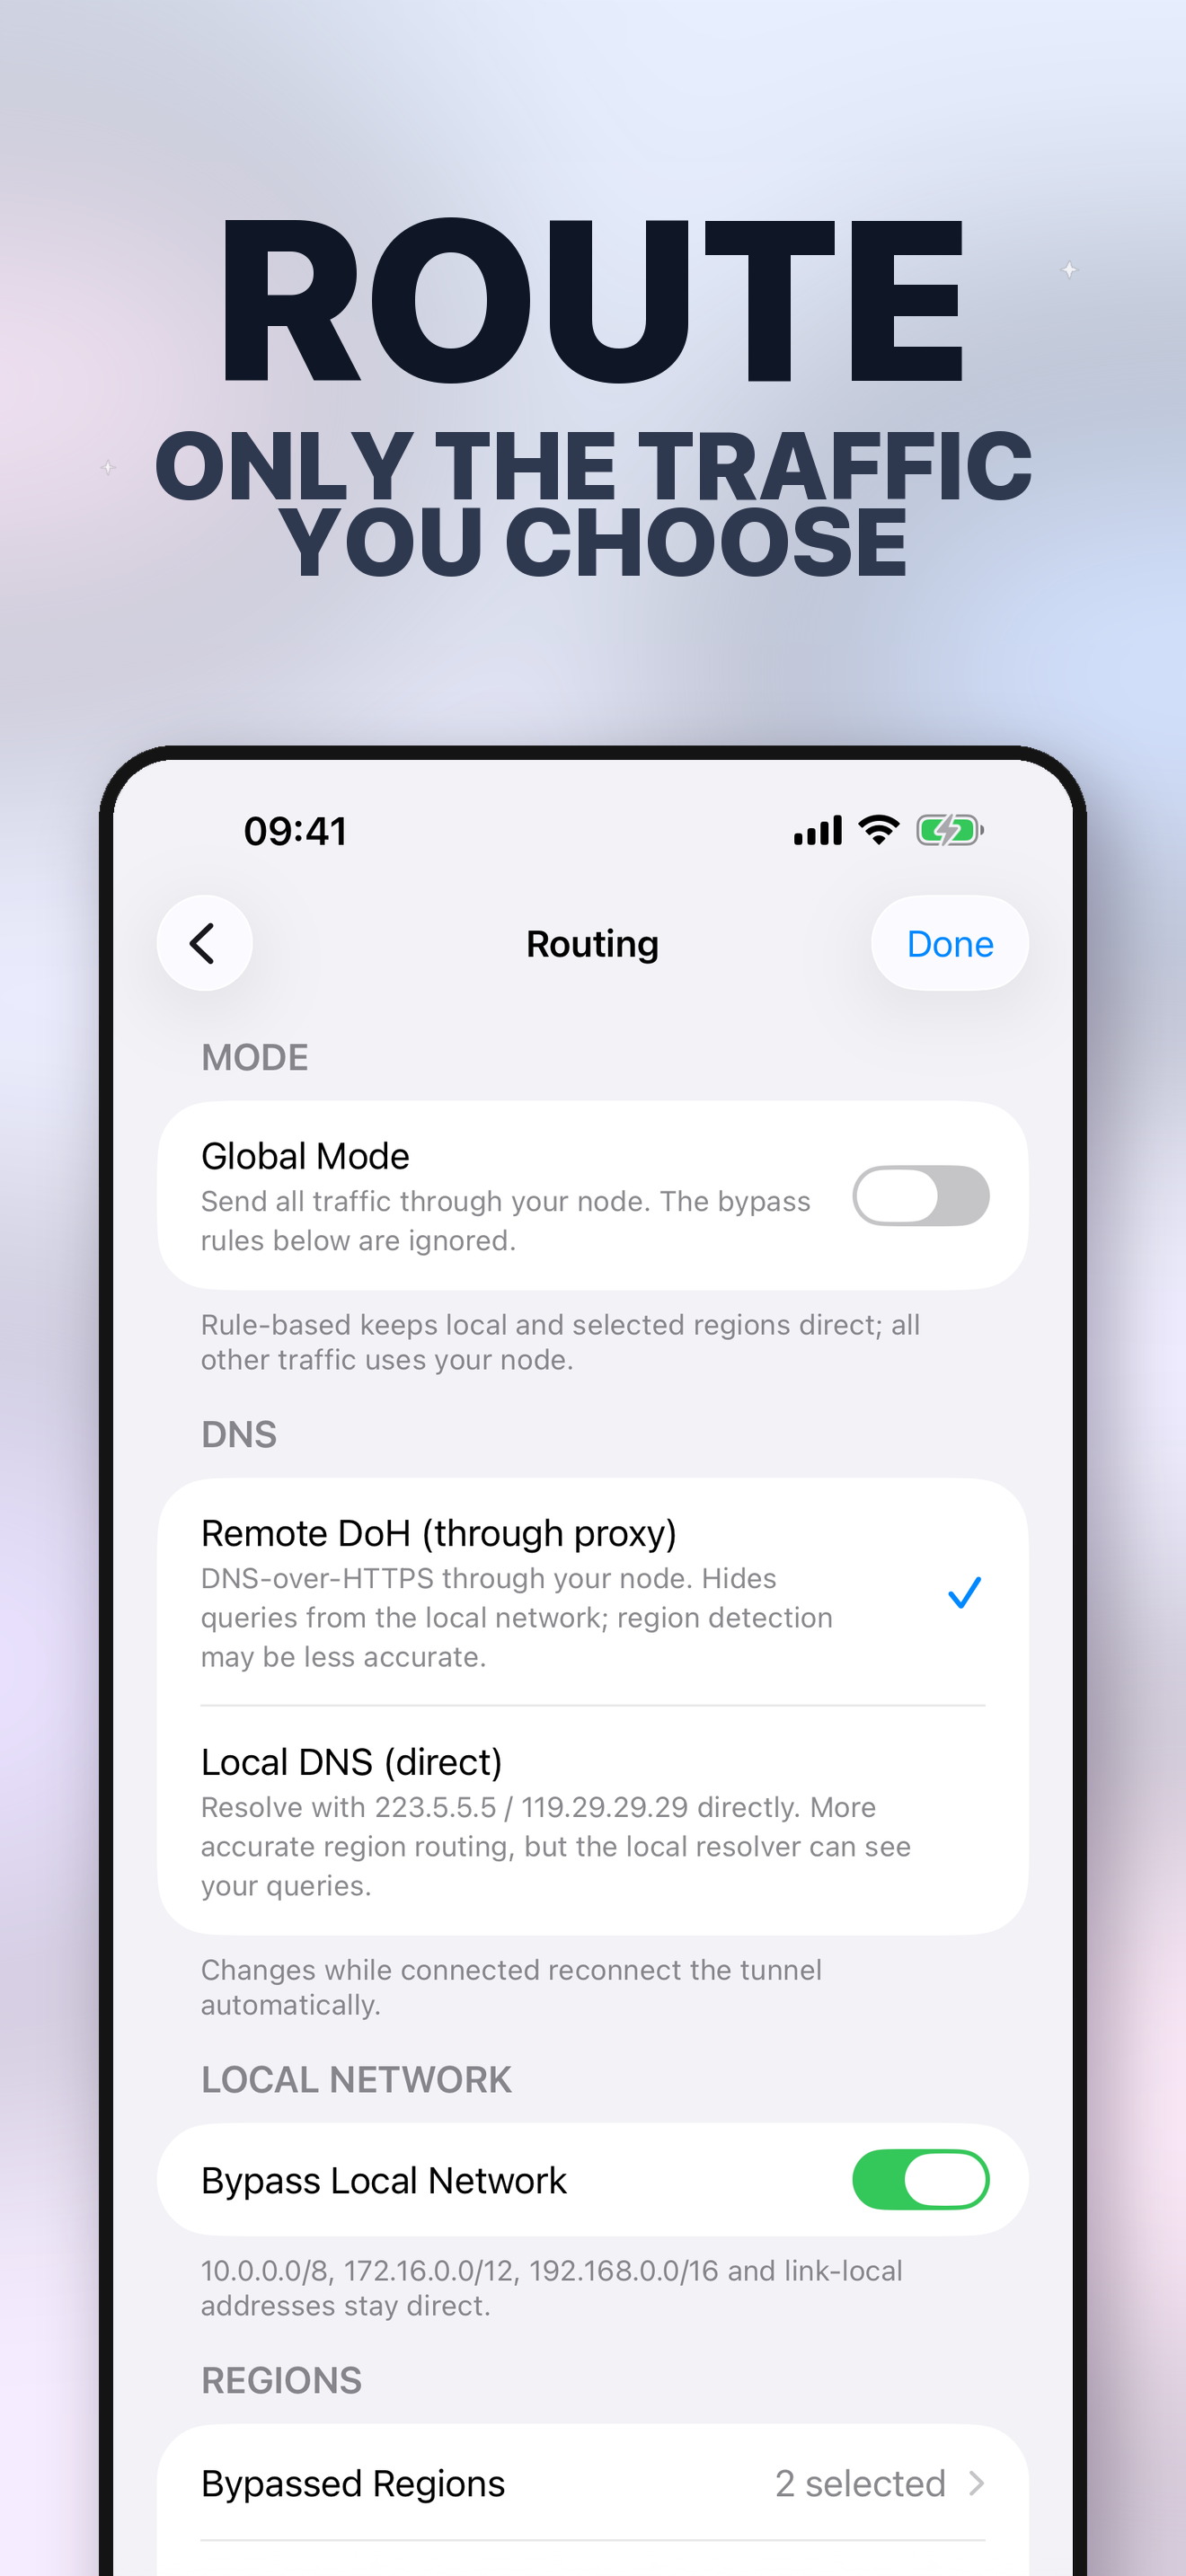 ROUTE
ONLY THE TRAFFIC
YOU CHOOSE
09:41
Routing
Done
MODE
Global Mode
Send all traffic through your node. The bypass
rules below are ignored.
Rule-based keeps local and selected regions direct; all
other traffic uses your node.
DNS
Remote DoH (through proxy)
DNS-over-HTTPS through your node. Hides
queries from the local network; region detection
may be less accurate.
Local DNS (direct)
Resolve with 223.5.5.5 / 119.29.29.29 directly. More
accurate region routing, but the local resolver can see
your queries.
Changes while connected reconnect the tunnel
automatically.
LOCAL NETWORK
Bypass Local Network
10.0.0.0/8, 172.16.0.0/12, 192.168.0.0/16 and link-local
addresses stay direct.
REGIONS
Bypassed Regions
2 selected